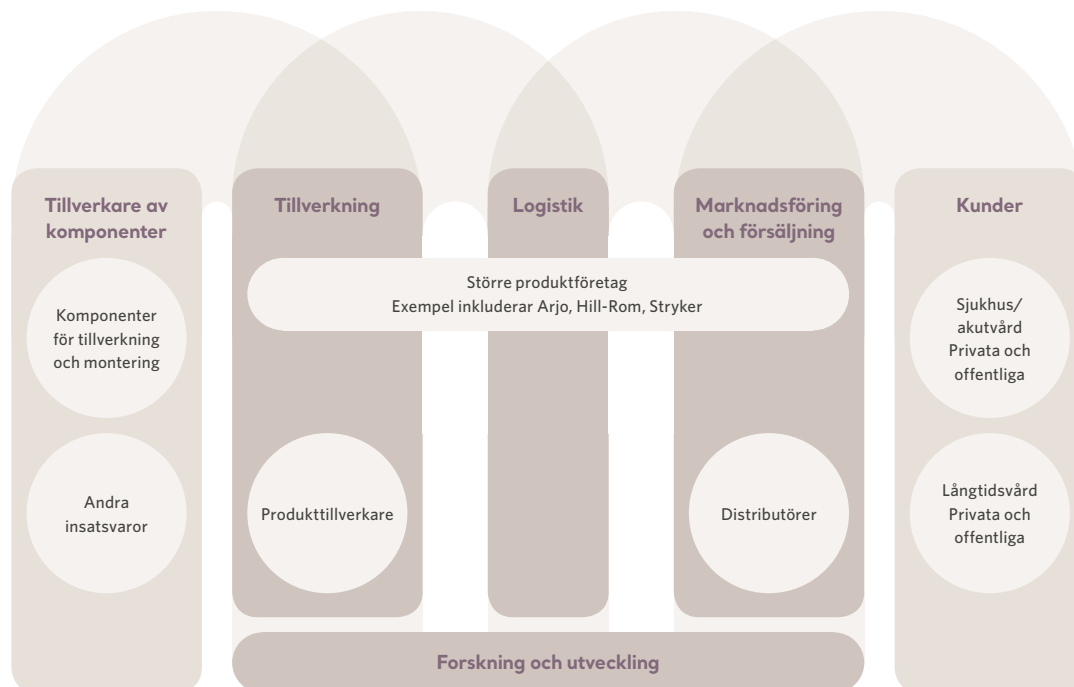 Tillverkare av
komponenter
Tillverkning
Logistik
Marknadsföring
och försäljning
Kunder
Större produktföretag
Exempel inkluderar Arjo, Hill-Rom, Stryker
Komponenter
för tillverkning
och montering
Sjukhus/
akutvård
Privata och
offentliga
Andra
insatsvaror
Produkttillverkare
Distributörer
Långtidsvård
Privata och
offentliga
Forskning och utveckling